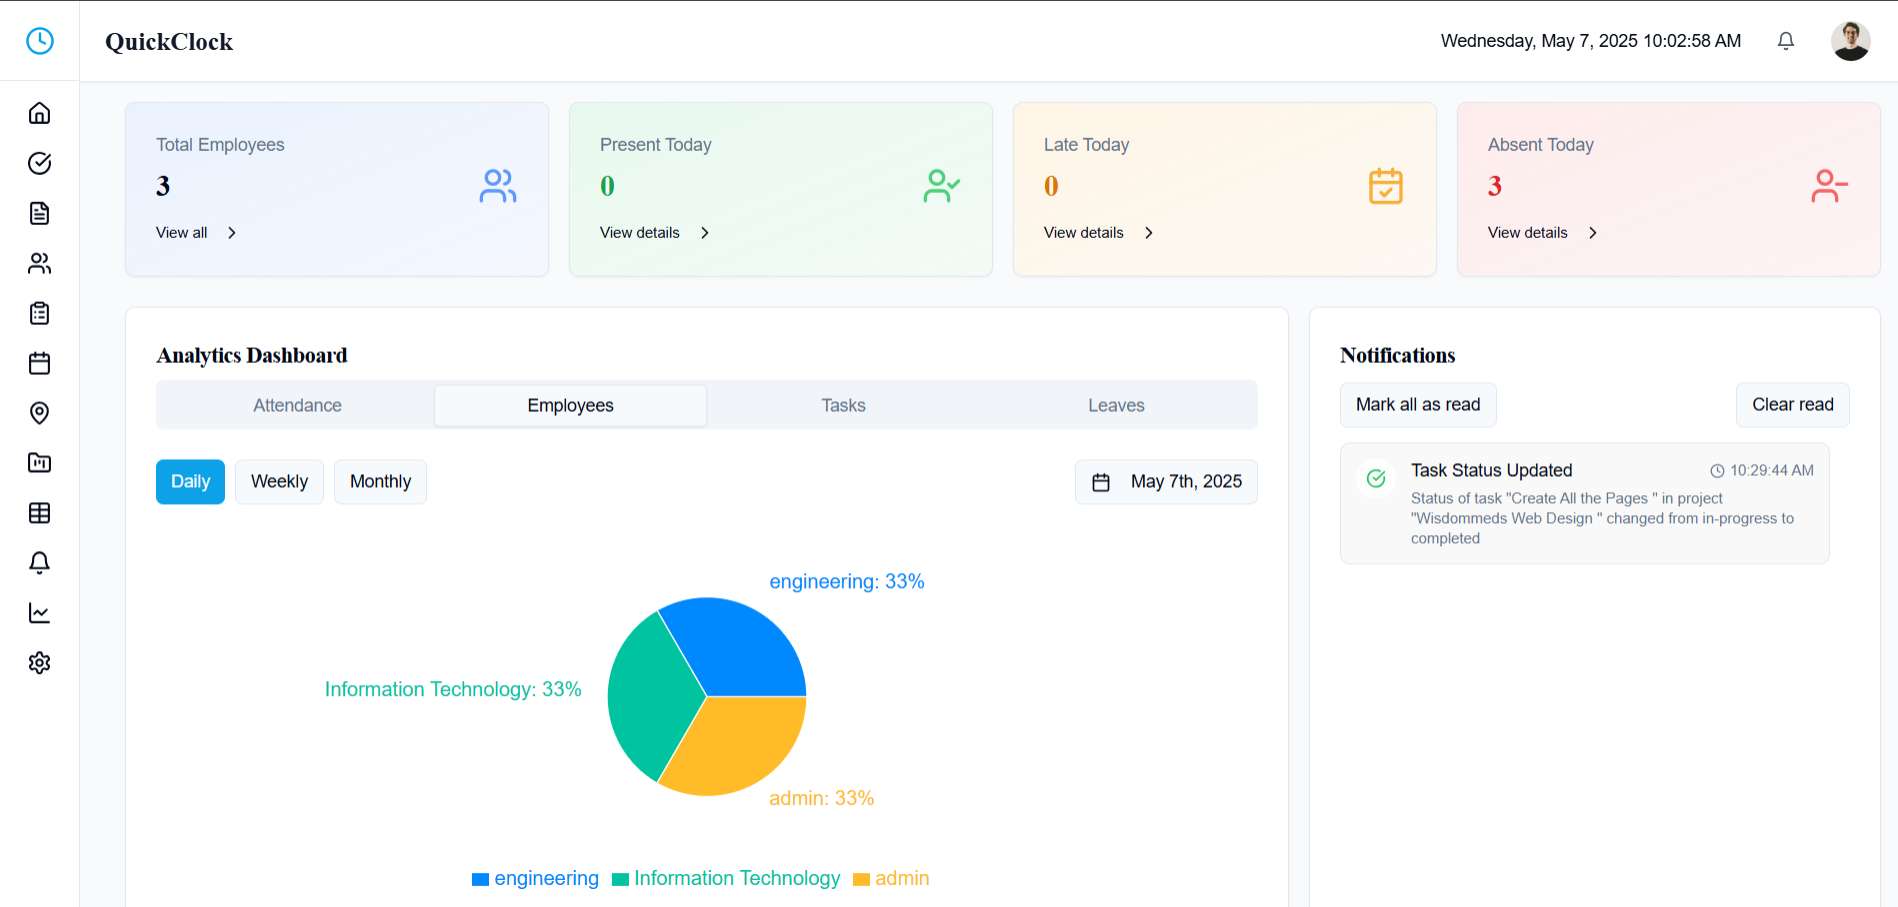 QuickClock
Wednesday, May 7, 2025 10:02:58 AM
Total Employees
3
View all
Present Today
0
View details
Late Today
0
View details
Absent Today
3
View details
Analytics Dashboard
Attendance
Employees
Tasks
Leaves
Daily
Weekly
Monthly
May 7th, 2025
engineering: 33%
Information Technology: 33%
admin: 33%
engineering
Information Technology
admin
Notifications
Mark all as read
Clear read
Task Status Updated
10:29:44 AM
Status of task "Create All the Pages " in project
"Wisdommeds Web Design " changed from in-progress to
completed